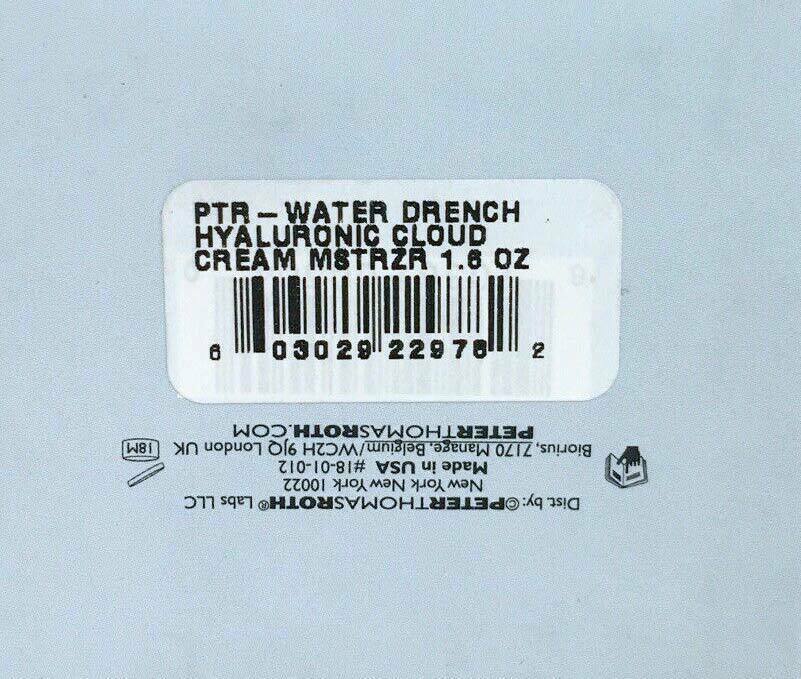 PTR – WATER DRENCH
HYALURONIC CLOUD
CREAM MSTRZR 1.6 OZ
6 03029 22978 2
Dist. by: ©PETERTHOMASROTH® Labs LLC
New York New York 10022
Made in USA #18-01-012
Biorius, 7170 Manage, Belgium/WC2H 9JQ London UK 18M
PETERTHOMASROTH.COM